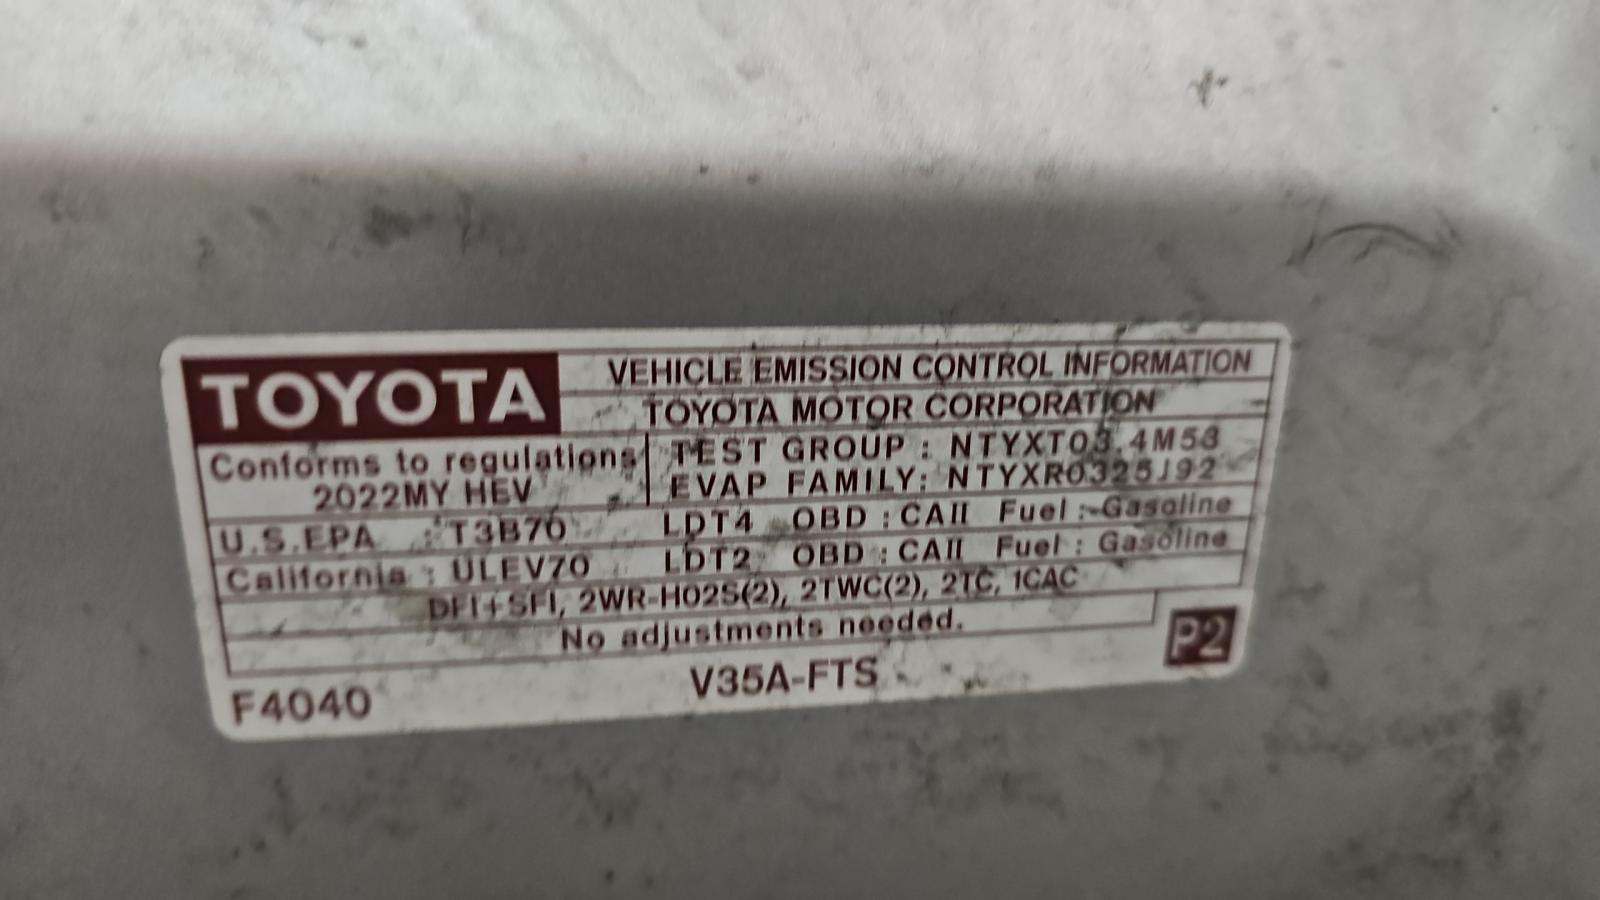 TOYOTA
VEHICLE EMISSION CONTROL INFORMATION
TOYOTA MOTOR CORPORATION
Conforms to regulations
2022MY HEV
TEST GROUP : NTYXT03.4M53
EVAP FAMILY: NTYXR0325J92
U.S.EPA : T3B70 LDT4 OBD : CAII Fuel : Gasoline
California : ULEV70 LDT2 OBD : CAII Fuel : Gasoline
DFI+SFI, 2WR-HO2S(2), 2TWC(2), 2TC, 1CAC
No adjustments needed.
F4040
V35A-FTS
P2